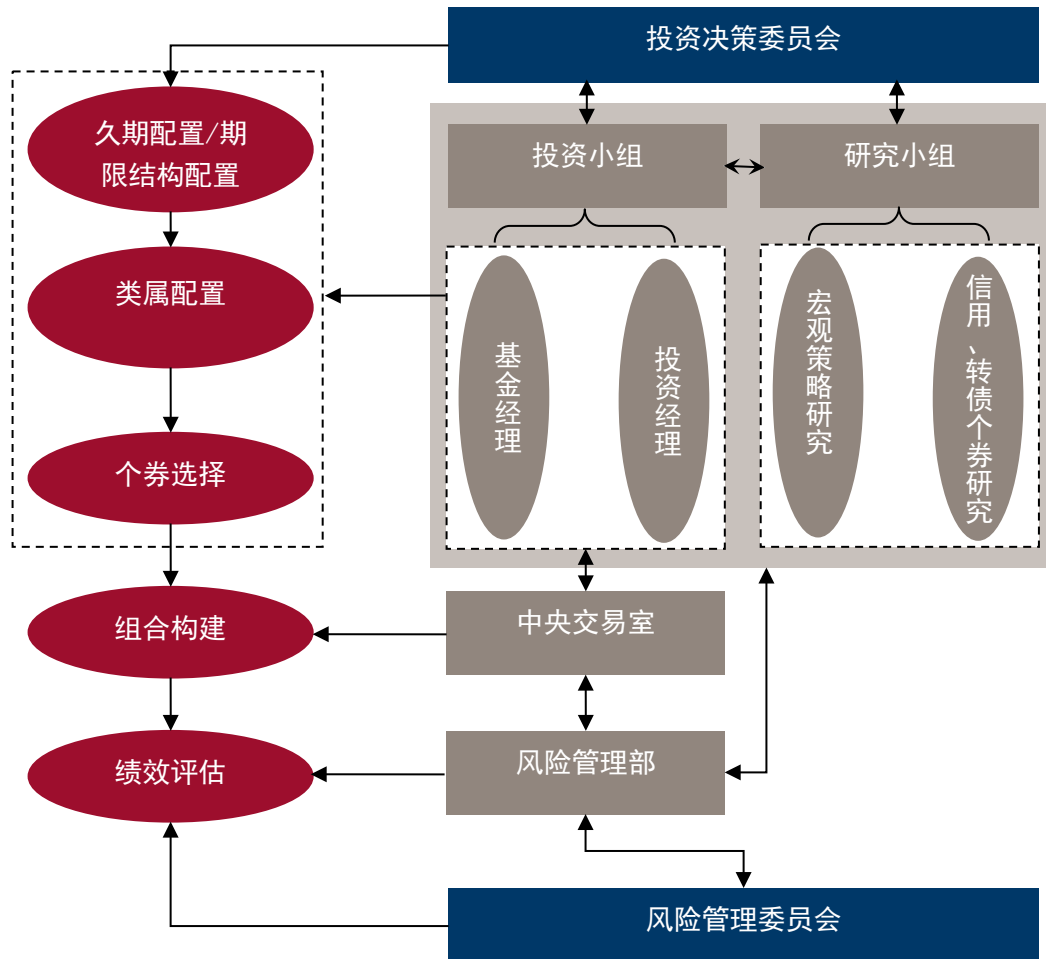 投资决策委员会
久期配置/期
限结构配置
投资小组
研究小组
类属配置
基金经理
投资经理
宏观策略研究
信用、转债个券研究
个券选择
组合构建
中央交易室
绩效评估
风险管理部
风险管理委员会